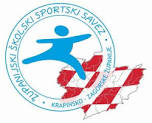 ŽUPANIJSKI ŠKOLSKI SPORTSKI SAVEZ
KRAPINSKO - ZAGORSKE ŽUPANIJE